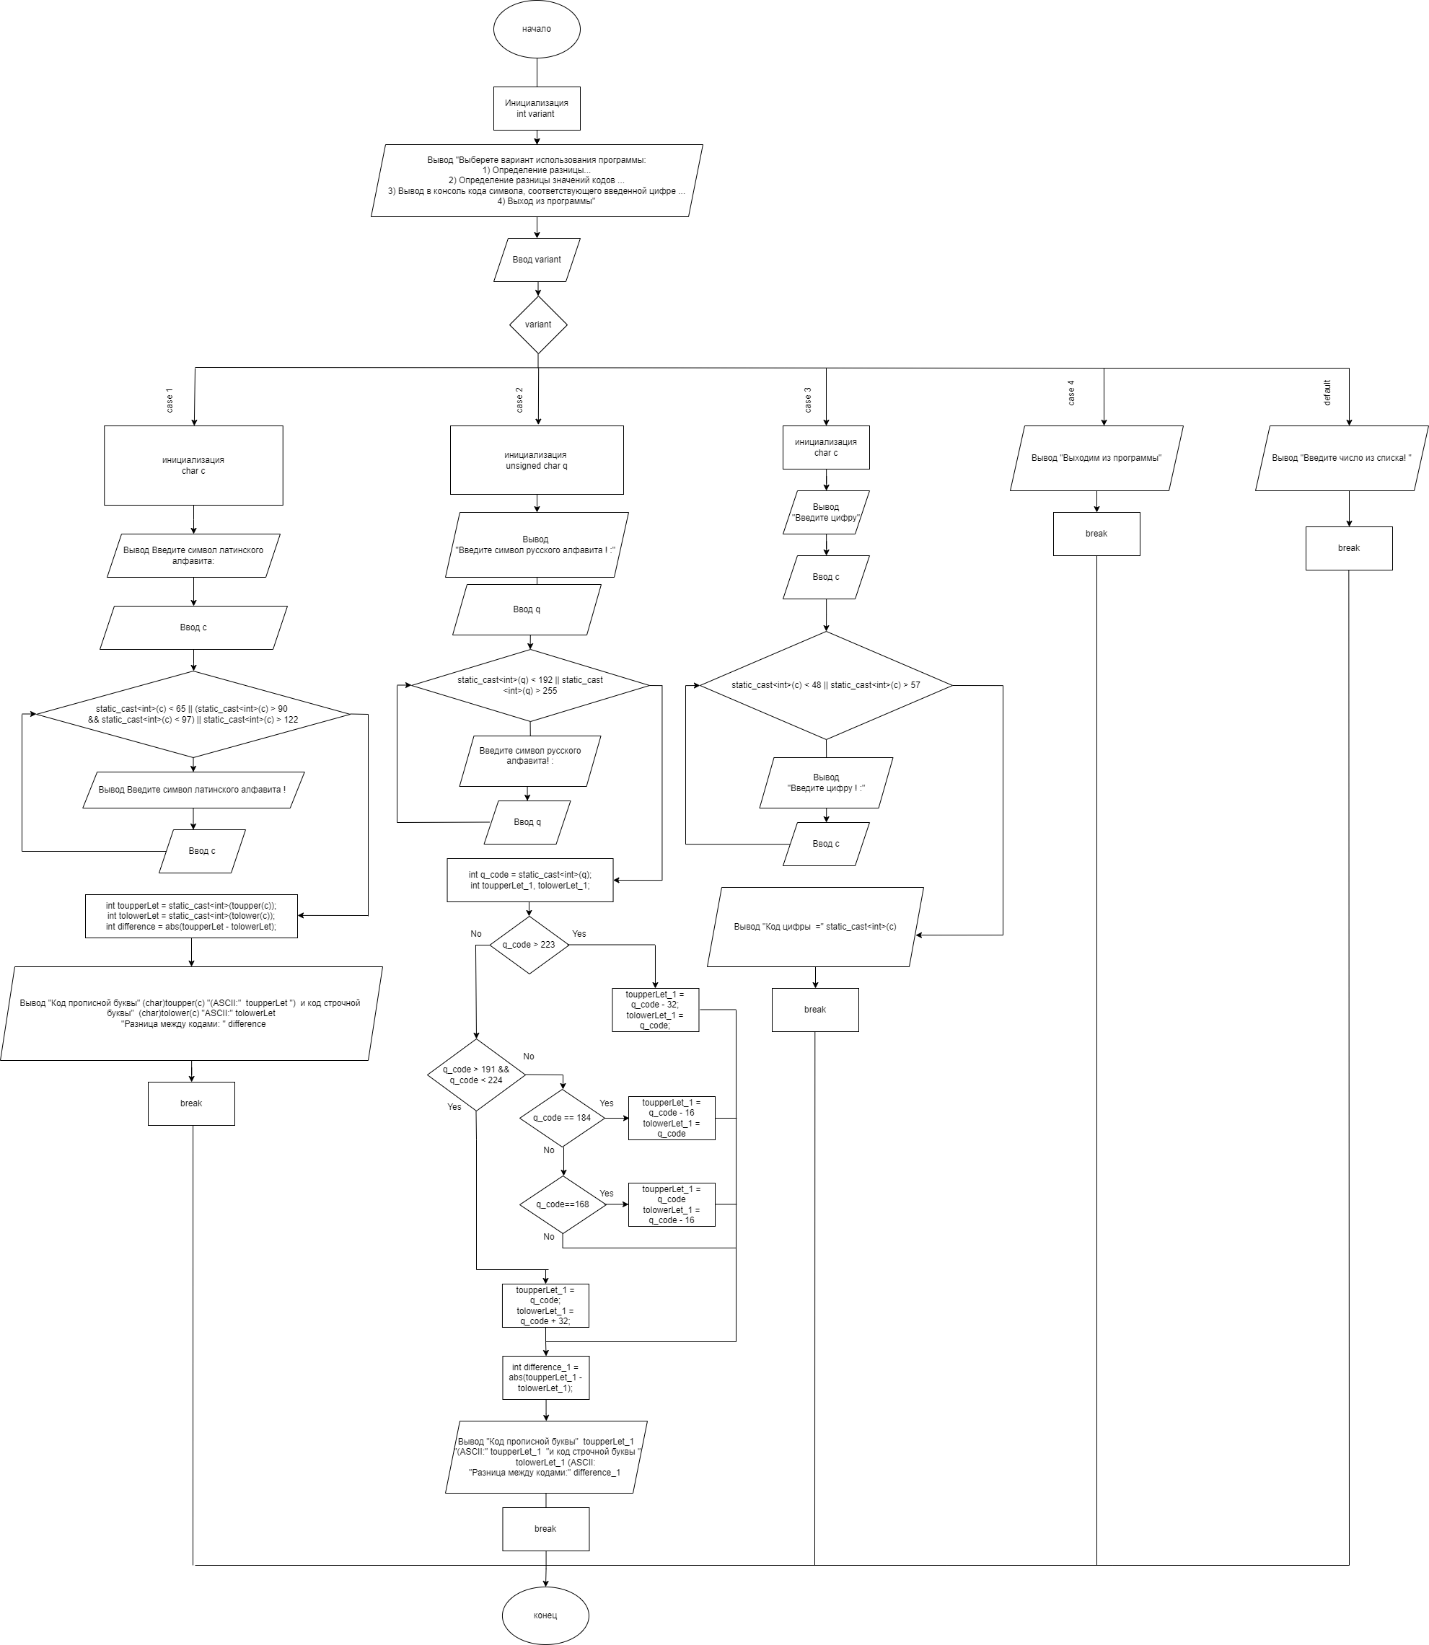 начало
Инициализация
int variant
Вывод "Выберете вариант использования программы:
1) Определение разницы...
2) Определение разницы значений кодов ...
3) Вывод в консоль кода символа, соответствующего введенной цифре ...
4) Выход из программы"
Ввод variant
variant
case 1
case 2
case 3
case 4
default
инициализация
char c
Вывод Введите символ латинского
алфавита:
Ввод c
static_cast<int>(c) < 65 || (static_cast<int>(c) > 90
&& static_cast<int>(c) < 97) || static_cast<int>(c) > 122
Вывод Введите символ латинского алфавита !
Ввод c
int toupperLet = static_cast<int>(toupper(c));
int tolowerLet = static_cast<int>(tolower(c));
int difference = abs(toupperLet - tolowerLet);
Вывод "Код прописной буквы" (char)toupper(c) "(ASCII:" toupperLet ") и код строчной
буквы" (char)tolower(c) "ASCII:" tolowerLet
"Разница между кодами: " difference
break
инициализация
unsigned char q
Вывод
"Введите символ русского алфавита ! :"
Ввод q
static_cast<int>(q) < 192 || static_cast
<int>(q) > 255
Введите символ русского
алфавита! :
Ввод q
int q_code = static_cast<int>(q);
int toupperLet_1, tolowerLet_1;
No
q_code > 223
Yes
toupperLet_1 =
q_code - 32;
tolowerLet_1 =
q_code;
q_code > 191 &&
q_code < 224
No
Yes
q_code == 184
Yes
toupperLet_1 =
q_code - 16
tolowerLet_1 =
q_code
No
q_code==168
Yes
toupperLet_1 =
q_code
tolowerLet_1 =
q_code - 16
No
toupperLet_1 =
q_code;
tolowerLet_1 =
q_code + 32;
int difference_1 =
abs(toupperLet_1 -
tolowerLet_1);
Вывод "Код прописной буквы" toupperLet_1
"(ASCII:" toupperLet_1 "и код строчной буквы "
tolowerLet_1 (ASCII:
"Разница между кодами:" difference_1
break
инициализация
char c
Вывод
"Введите цифру"
Ввод c
static_cast<int>(c) < 48 || static_cast<int>(c) > 57
Вывод
"Введите цифру ! :"
Ввод c
Вывод "Код цифры =" static_cast<int>(c)
break
Вывод "Выходим из программы"
break
Вывод "Введите число из списка! "
break
конец